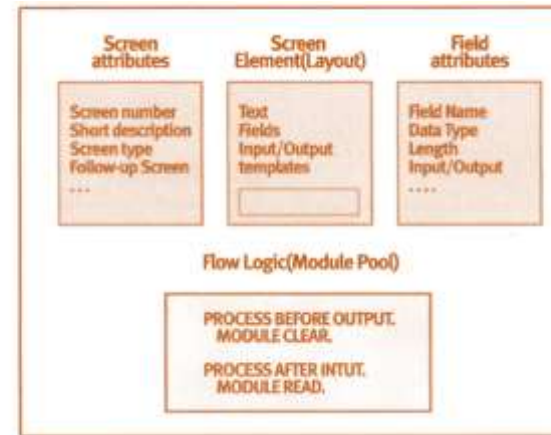 Screen
attributes
Screen number
Short description
Screen type
Follow-up Screen
...
Screen
Element(Layout)
Text
Fields
Input/Output
templates
Field
attributes
Field Name
Data Type
Length
Input/Output
....
Flow Logic(Module Pool)
PROCESS BEFORE OUTPUT.
MODULE CLEAR.
PROCESS AFTER INTUT.
MODULE READ.